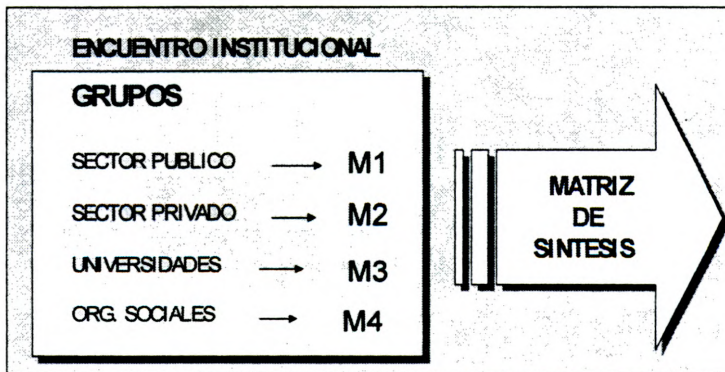 ENCUENTRO INSTITUCIONAL
GRUPOS
SECTOR PUBLICO → M1
SECTOR PRIVADO → M2
UNIVERSIDADES → M3
ORG. SOCIALES → M4
MATRIZ
DE
SINTESIS